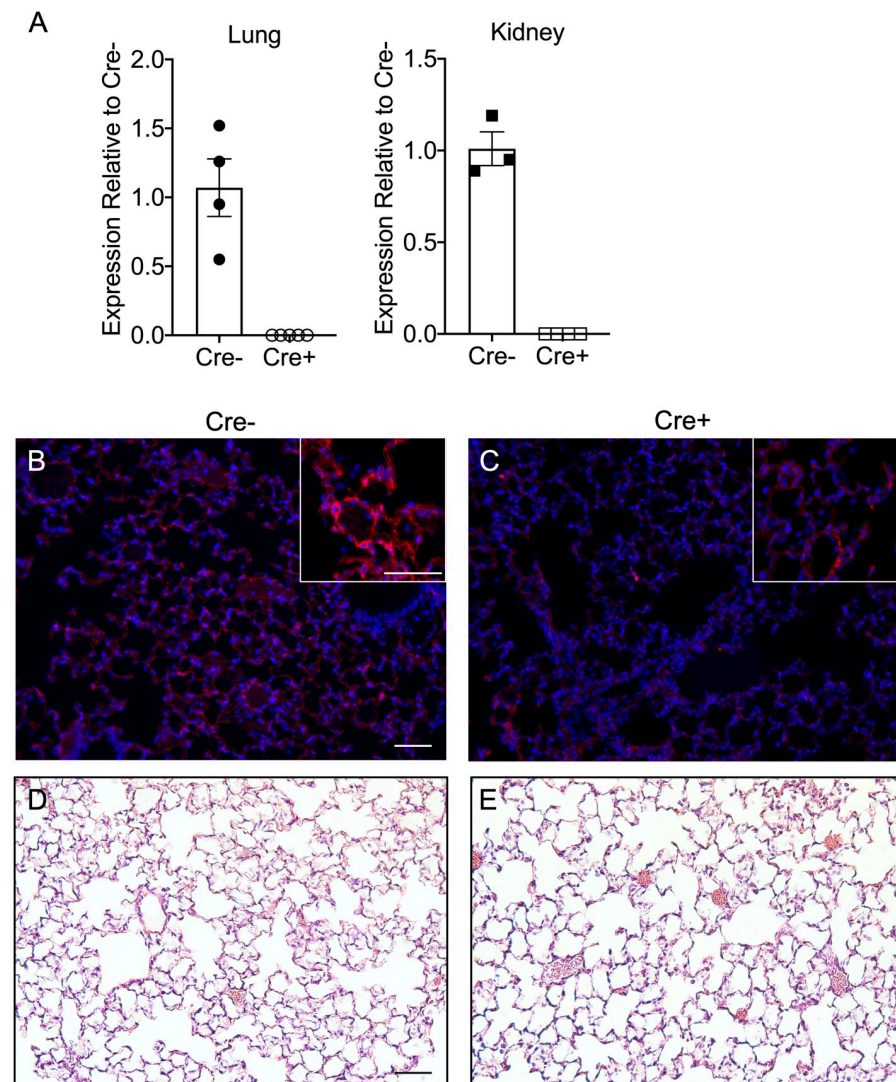 A
Lung
Kidney
Expression Relative to Cre-
2.0
1.5
1.0
0.5
0.0
Cre- Cre+
Expression Relative to Cre-
1.5
1.0
0.5
0.0
Cre- Cre+
Cre-
Cre+
B
C
D
E